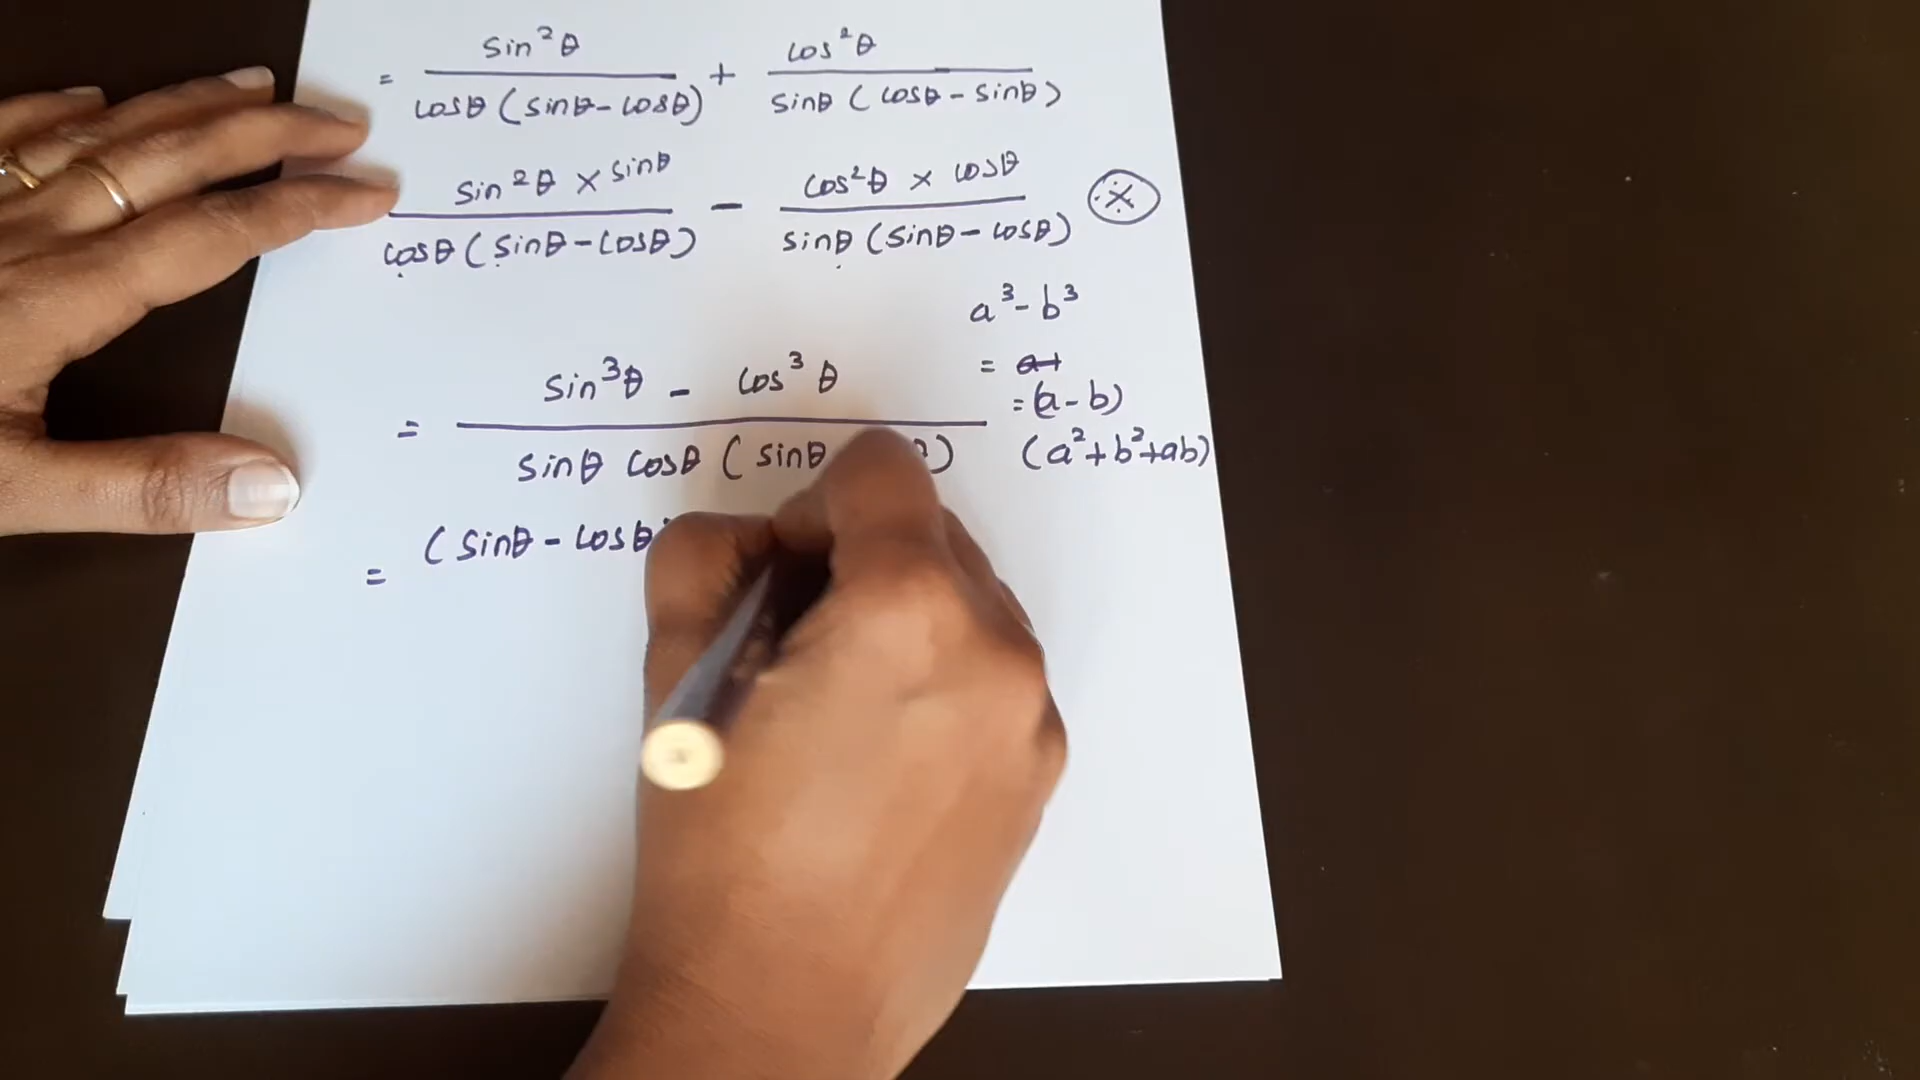 = sin²θ / cosθ (sinθ - cosθ) + cos²θ / sinθ (cosθ - sinθ)
sin²θ × sinθ / cosθ (sinθ - cosθ) - cos²θ × cosθ / sinθ (sinθ - cosθ) ×
a³ - b³
= a+
= (a - b)
(a² + b² + ab)
= sin³θ - cos³θ / sinθ cosθ (sinθ )
= (sinθ - cosθ